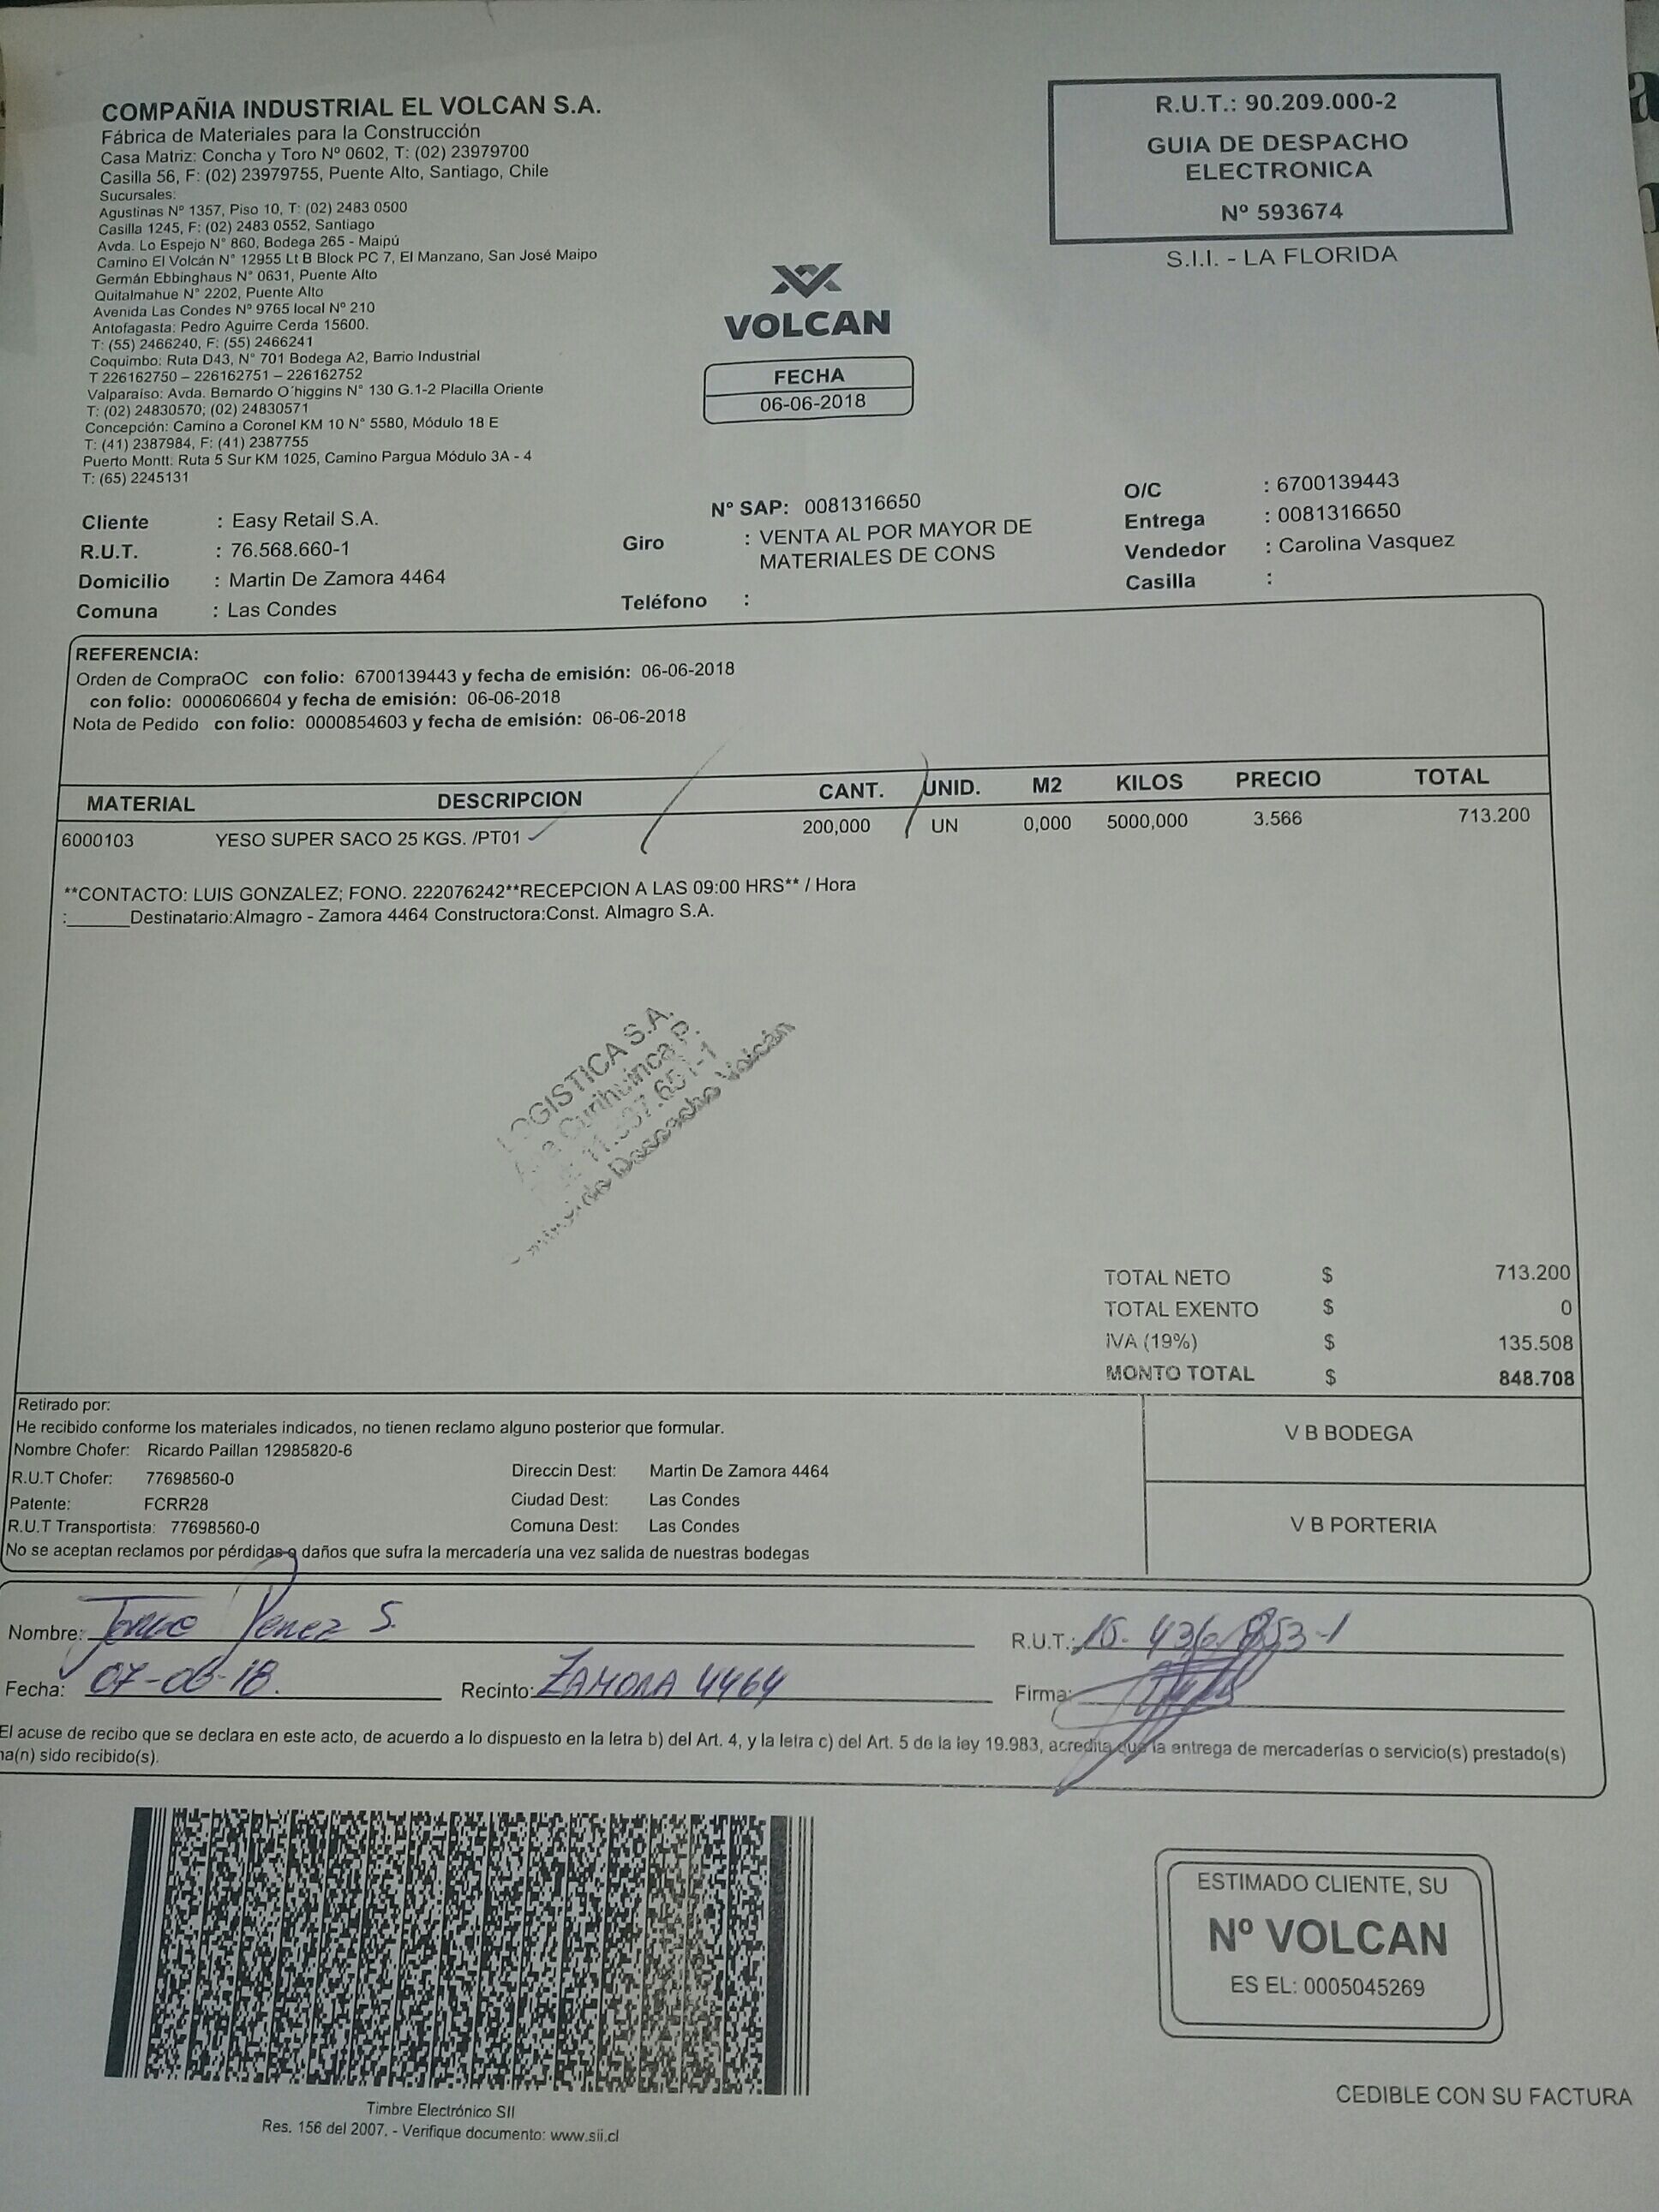 COMPAÑIA INDUSTRIAL EL VOLCAN S.A.
Fábrica de Materiales para la Construcción
Casa Matriz: Concha y Toro Nº 0602, T: (02) 23979700
Casilla 56, F: (02) 23979755, Puente Alto, Santiago, Chile
Sucursales:
Agustinas Nº 1357, Piso 10, T: (02) 2483 0500
Casilla 1245, F: (02) 2483 0552, Santiago
Avda. Lo Espejo N° 860, Bodega 265 - Maipú
Camino El Volcán N° 12955 Lt B Block PC 7, El Manzano, San José Maipo
Germán Ebbinghaus N° 0631, Puente Alto
Quitalmahue N° 2202, Puente Alto
Avenida Las Condes Nº 9765 local Nº 210
Antofagasta: Pedro Aguirre Cerda 15600.
T: (55) 2466240, F: (55) 2466241
Coquimbo: Ruta D43, N° 701 Bodega A2, Barrio Industrial
T 226162750 – 226162751 – 226162752
Valparaíso: Avda. Bernardo O´higgins N° 130 G.1-2 Placilla Oriente
T: (02) 24830570; (02) 24830571
Concepción: Camino a Coronel KM 10 N° 5580, Módulo 18 E
T: (41) 2387984, F: (41) 2387755
Puerto Montt: Ruta 5 Sur KM 1025, Camino Pargua Módulo 3A - 4
T: (65) 2245131
R.U.T.: 90.209.000-2
GUIA DE DESPACHO
ELECTRONICA
Nº 593674
S.I.I. - LA FLORIDA
VOLCAN
FECHA
06-06-2018
Cliente : Easy Retail S.A.
R.U.T. : 76.568.660-1
Domicilio : Martin De Zamora 4464
Comuna : Las Condes
Nº SAP: 0081316650
Giro : VENTA AL POR MAYOR DE
MATERIALES DE CONS
Teléfono :
O/C : 6700139443
Entrega : 0081316650
Vendedor : Carolina Vasquez
Casilla :
REFERENCIA:
Orden de CompraOC con folio: 6700139443 y fecha de emisión: 06-06-2018
con folio: 0000606604 y fecha de emisión: 06-06-2018
Nota de Pedido con folio: 0000854603 y fecha de emisión: 06-06-2018
MATERIAL DESCRIPCION CANT. UNID. M2 KILOS PRECIO TOTAL
6000103 YESO SUPER SACO 25 KGS. /PT01 200,000 UN 0,000 5000,000 3.566 713.200
**CONTACTO: LUIS GONZALEZ; FONO. 222076242**RECEPCION A LAS 09:00 HRS** / Hora
:______Destinatario:Almagro - Zamora 4464 Constructora:Const. Almagro S.A.
LOGISTICA S.A.
Curihuinca P.
Despacho Volcán
TOTAL NETO $ 713.200
TOTAL EXENTO $ 0
IVA (19%) $ 135.508
MONTO TOTAL $ 848.708
Retirado por:
He recibido conforme los materiales indicados, no tienen reclamo alguno posterior que formular.
Nombre Chofer: Ricardo Paillan 12985820-6
R.U.T Chofer: 77698560-0
Patente: FCRR28
R.U.T Transportista: 77698560-0
Direccin Dest: Martin De Zamora 4464
Ciudad Dest: Las Condes
Comuna Dest: Las Condes
No se aceptan reclamos por pérdidas o daños que sufra la mercadería una vez salida de nuestras bodegas
V B BODEGA
V B PORTERIA
Nombre: Perez S.
R.U.T.: 15.436.853-1
Fecha: 07-06-18.
Recinto: ZAMORA 4464
Firma:
El acuse de recibo que se declara en este acto, de acuerdo a lo dispuesto en la letra b) del Art. 4, y la letra c) del Art. 5 de la ley 19.983, acredita que la entrega de mercaderías o servicio(s) prestado(s)
ha(n) sido recibido(s).
Timbre Electrónico SII
Res. 156 del 2007. - Verifique documento: www.sii.cl
ESTIMADO CLIENTE, SU
Nº VOLCAN
ES EL: 0005045269
CEDIBLE CON SU FACTURA